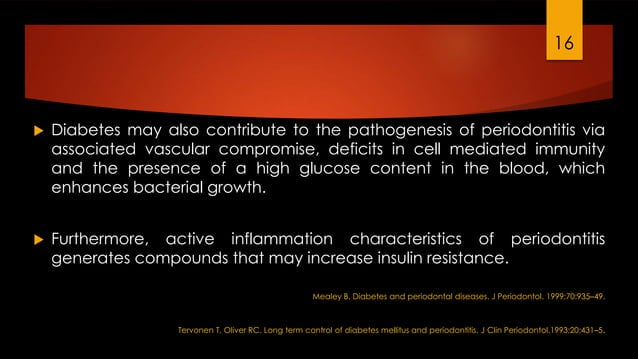 16
Diabetes may also contribute to the pathogenesis of periodontitis via
associated vascular compromise, deficits in cell mediated immunity
and the presence of a high glucose content in the blood, which
enhances bacterial growth.
Furthermore, active inflammation characteristics of periodontitis
generates compounds that may increase insulin resistance.
Mealey B. Diabetes and periodontal diseases. J Periodontol. 1999;70:935–49.
Tervonen T, Oliver RC. Long term control of diabetes mellitus and periodontitis. J Clin Periodontol.1993;20:431–5.